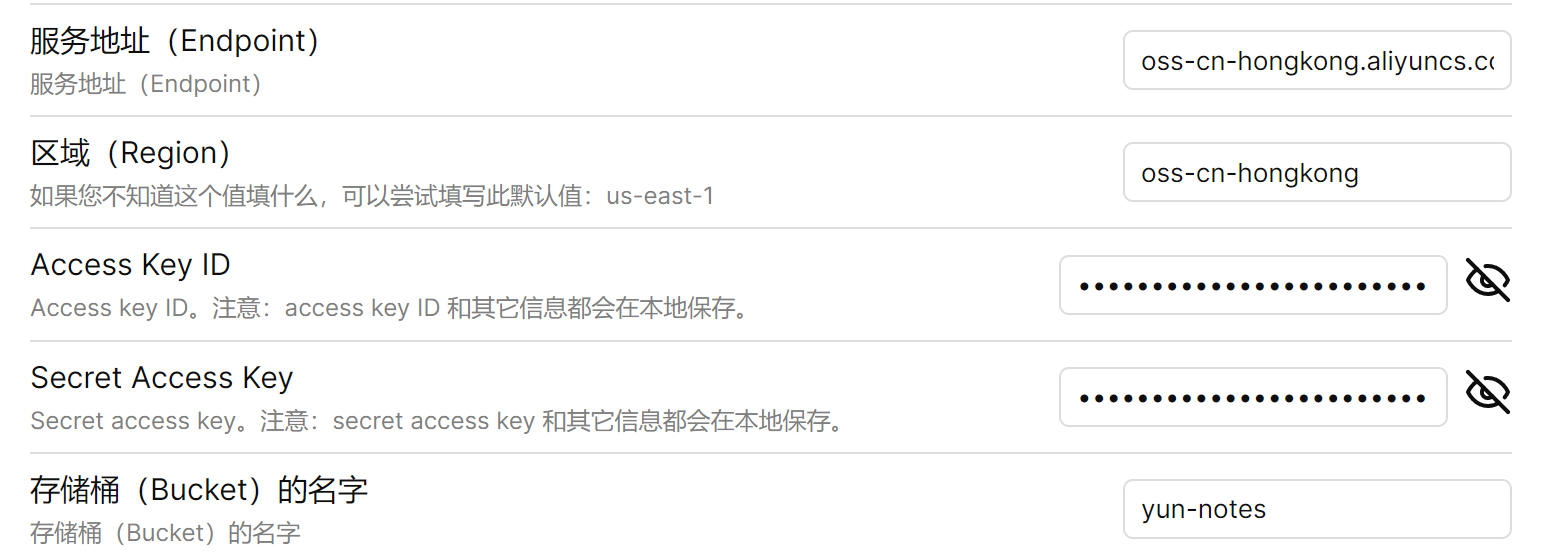 服务地址（Endpoint）
服务地址（Endpoint）
oss-cn-hongkong.aliyuncs.cc
区域（Region）
如果您不知道这个值填什么，可以尝试填写此默认值：us-east-1
oss-cn-hongkong
Access Key ID
Access key ID。注意：access key ID 和其它信息都会在本地保存。
••••••••••••••••••••••••
Secret Access Key
Secret access key。注意：secret access key 和其它信息都会在本地保存。
••••••••••••••••••••••••
存储桶（Bucket）的名字
存储桶（Bucket）的名字
yun-notes